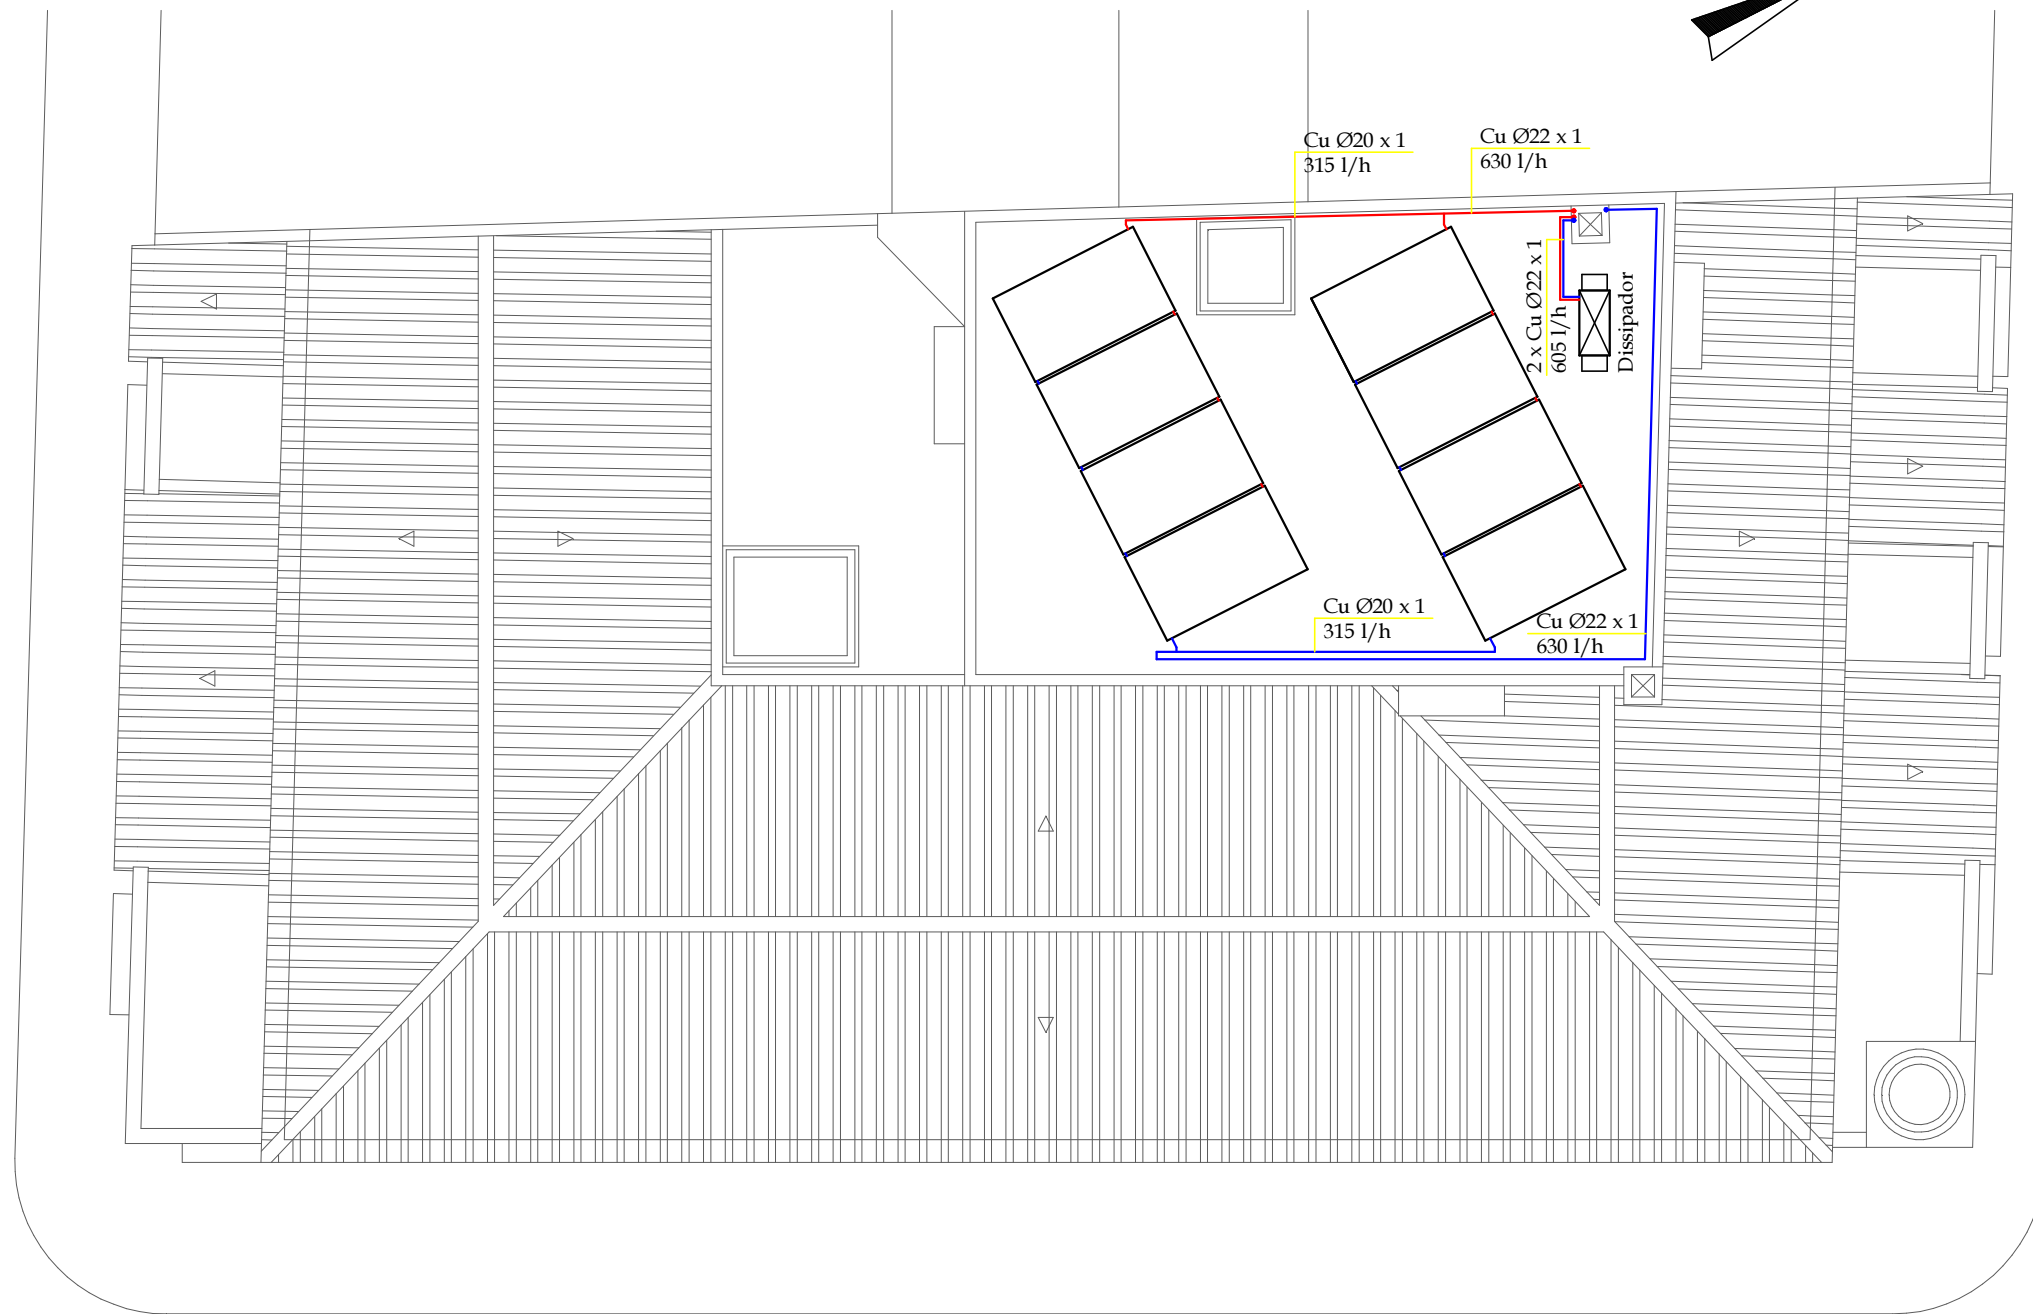 Cu Ø20 x 1
315 l/h
Cu Ø22 x 1
630 l/h
2 x Cu Ø22 x 1
605 l/h
Dissipador
Cu Ø20 x 1
315 l/h
Cu Ø22 x 1
630 l/h